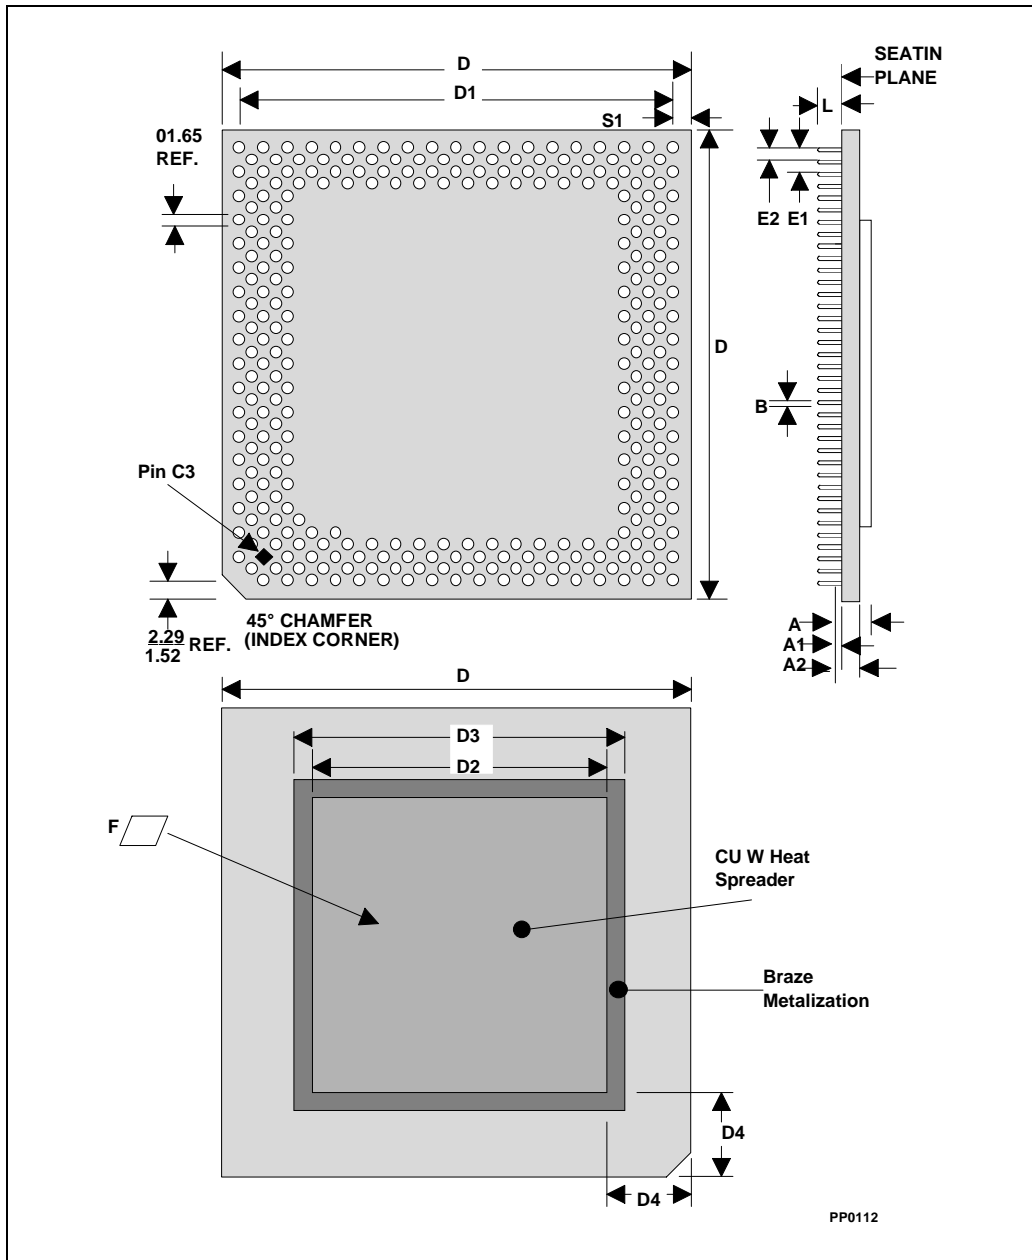 D
SEATIN
PLANE
D1
L
S1
01.65
REF.
E2 E1
D
B
Pin C3
45° CHAMFER
(INDEX CORNER)
2.29
1.52
REF.
A
A1
A2
D
D3
D2
F
CU W Heat
Spreader
Braze
Metalization
D4
D4
PP0112